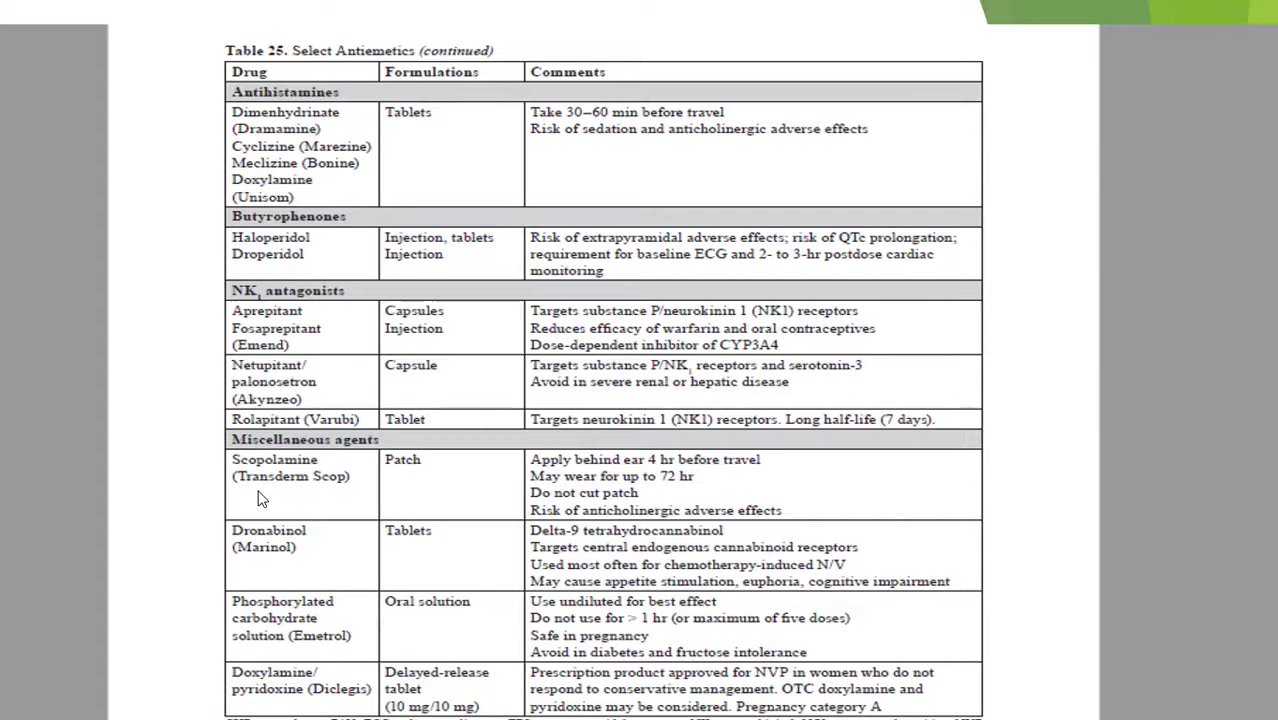 Table 25. Select Antiemetics (continued)
Drug Formulations Comments
Antihistamines
Dimenhydrinate Tablets Take 30–60 min before travel
(Dramamine) Risk of sedation and anticholinergic adverse effects
Cyclizine (Marezine)
Meclizine (Bonine)
Doxylamine
(Unisom)
Butyrophenones
Haloperidol Injection, tablets Risk of extrapyramidal adverse effects; risk of QTc prolongation;
Droperidol Injection requirement for baseline ECG and 2- to 3-hr postdose cardiac
monitoring
NK1 antagonists
Aprepitant Capsules Targets substance P/neurokinin 1 (NK1) receptors
Fosaprepitant Injection Reduces efficacy of warfarin and oral contraceptives
(Emend) Dose-dependent inhibitor of CYP3A4
Netupitant/ Capsule Targets substance P/NK1 receptors and serotonin-3
palonosetron Avoid in severe renal or hepatic disease
(Akynzeo)
Rolapitant (Varubi) Tablet Targets neurokinin 1 (NK1) receptors. Long half-life (7 days).
Miscellaneous agents
Scopolamine Patch Apply behind ear 4 hr before travel
(Transderm Scop) May wear for up to 72 hr
Do not cut patch
Risk of anticholinergic adverse effects
Dronabinol Tablets Delta-9 tetrahydrocannabinol
(Marinol) Targets central endogenous cannabinoid receptors
Used most often for chemotherapy-induced N/V
May cause appetite stimulation, euphoria, cognitive impairment
Phosphorylated Oral solution Use undiluted for best effect
carbohydrate Do not use for > 1 hr (or maximum of five doses)
solution (Emetrol) Safe in pregnancy
Avoid in diabetes and fructose intolerance
Doxylamine/ Delayed-release Prescription product approved for NVP in women who do not
pyridoxine (Diclegis) tablet respond to conservative management. OTC doxylamine and
(10 mg/10 mg) pyridoxine may be considered. Pregnancy category A